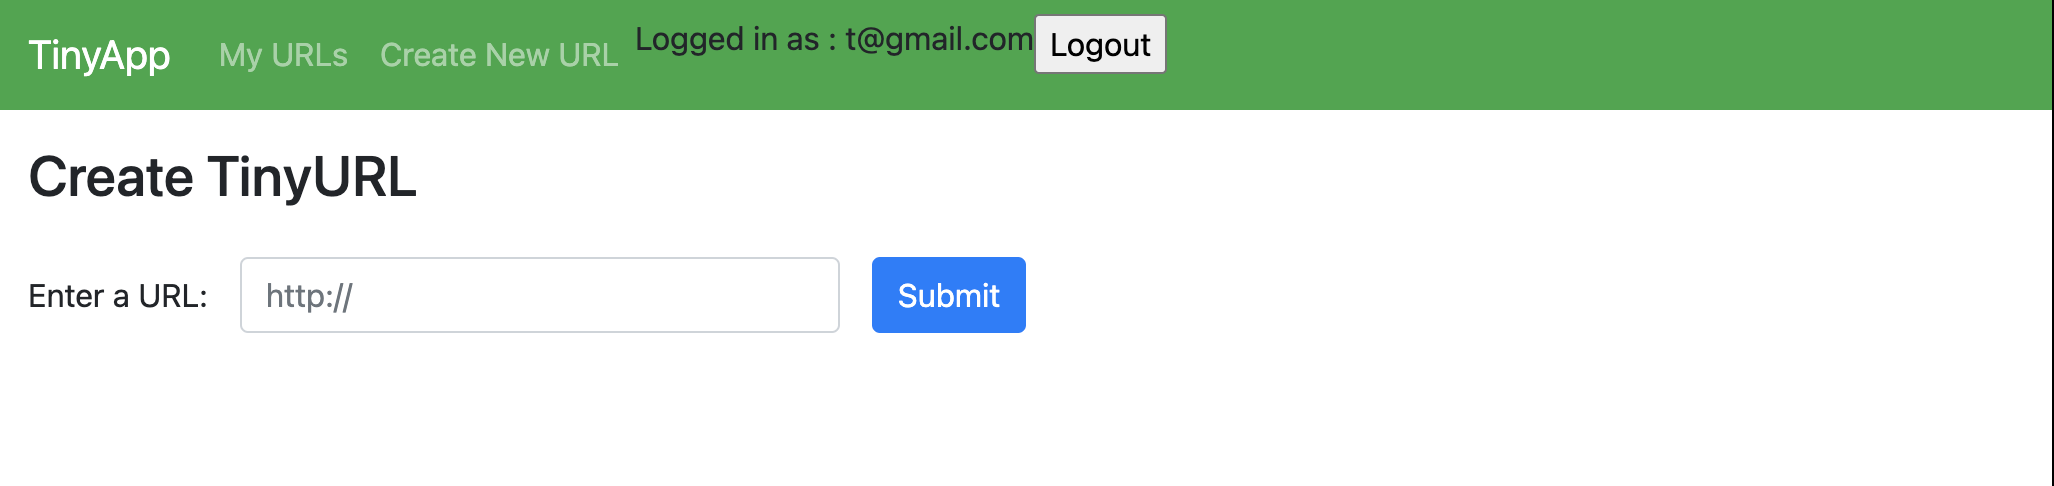 TinyApp My URLs Create New URL Logged in as : t@gmail.com Logout
Create TinyURL
Enter a URL: http:// Submit